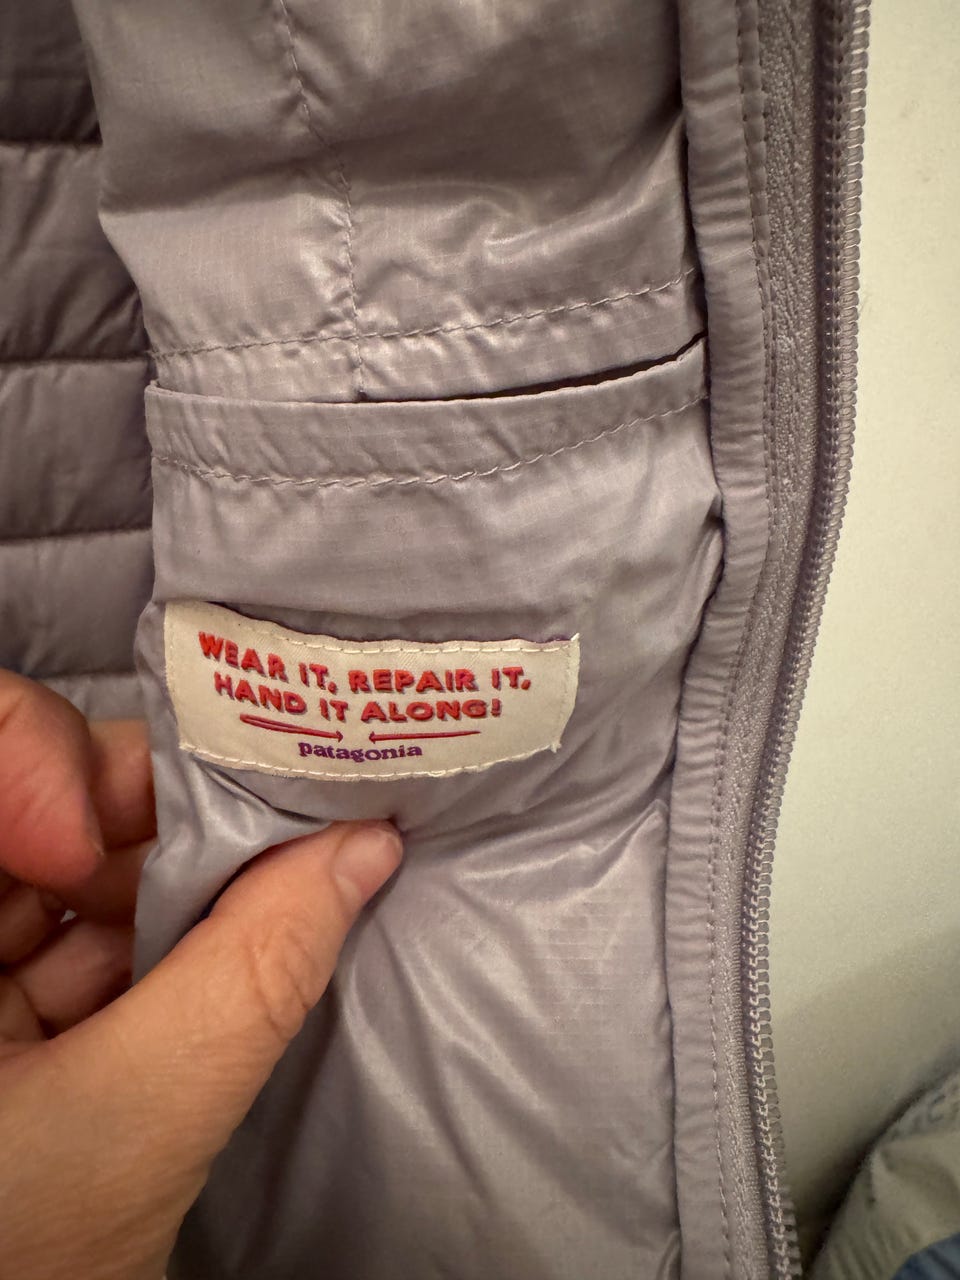 WEAR IT, REPAIR IT,
HAND IT ALONG!
patagonia